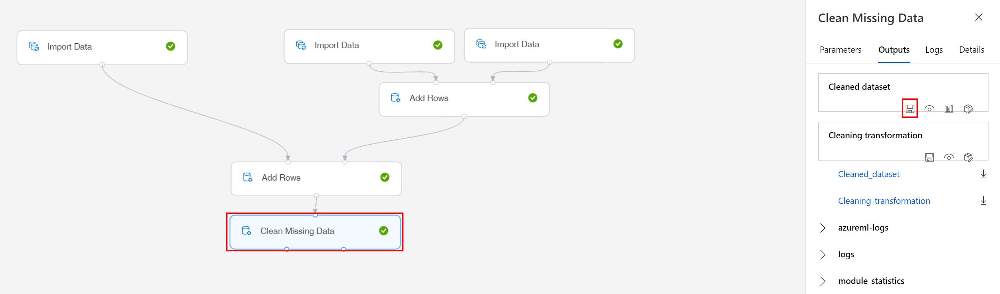 Import Data
Import Data
Import Data
Add Rows
Add Rows
Clean Missing Data
Clean Missing Data
Parameters Outputs Logs Details
Cleaned dataset
Cleaning transformation
Cleaned_dataset
Cleaning_transformation
azureml-logs
logs
module_statistics